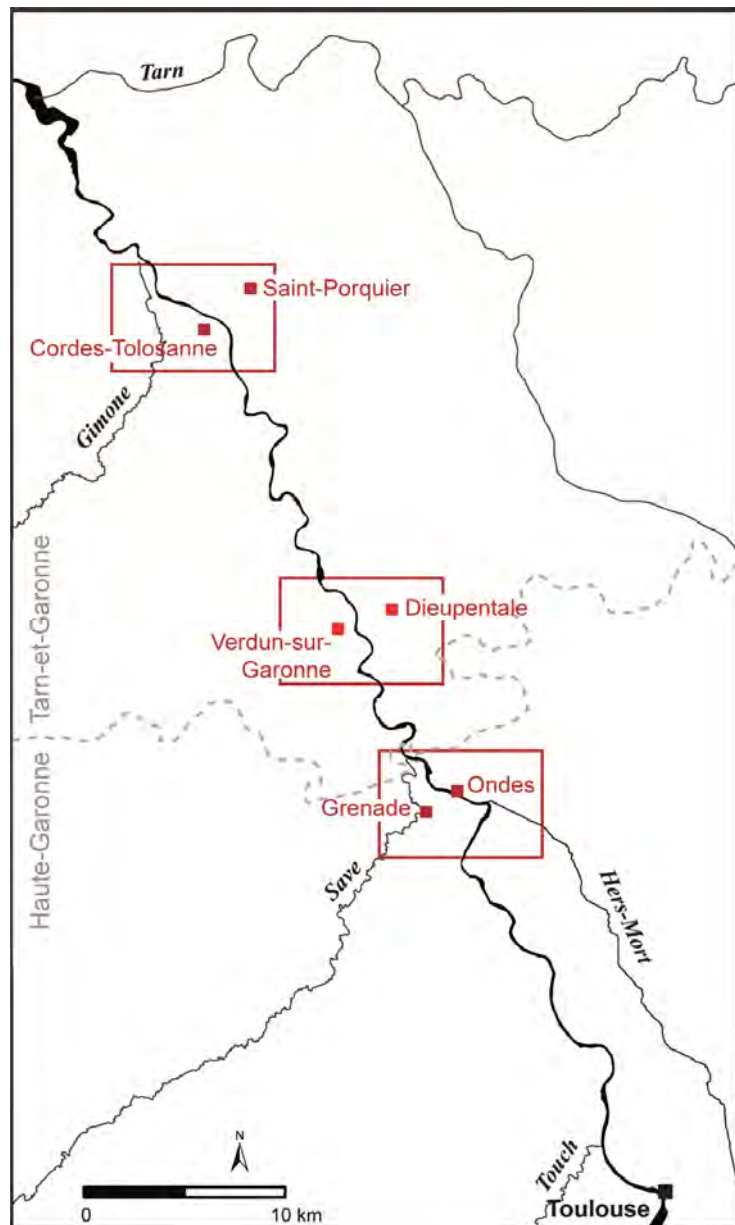 Tarn
Saint-Porquier
Cordes-Tolosanne
Gimone
Tarn-et-Garonne
Dieupentale
Verdun-sur-
Garonne
Haute-Garonne
Ondes
Grenade
Save
Hers-Mort
N
Touch
Toulouse
0 10 km